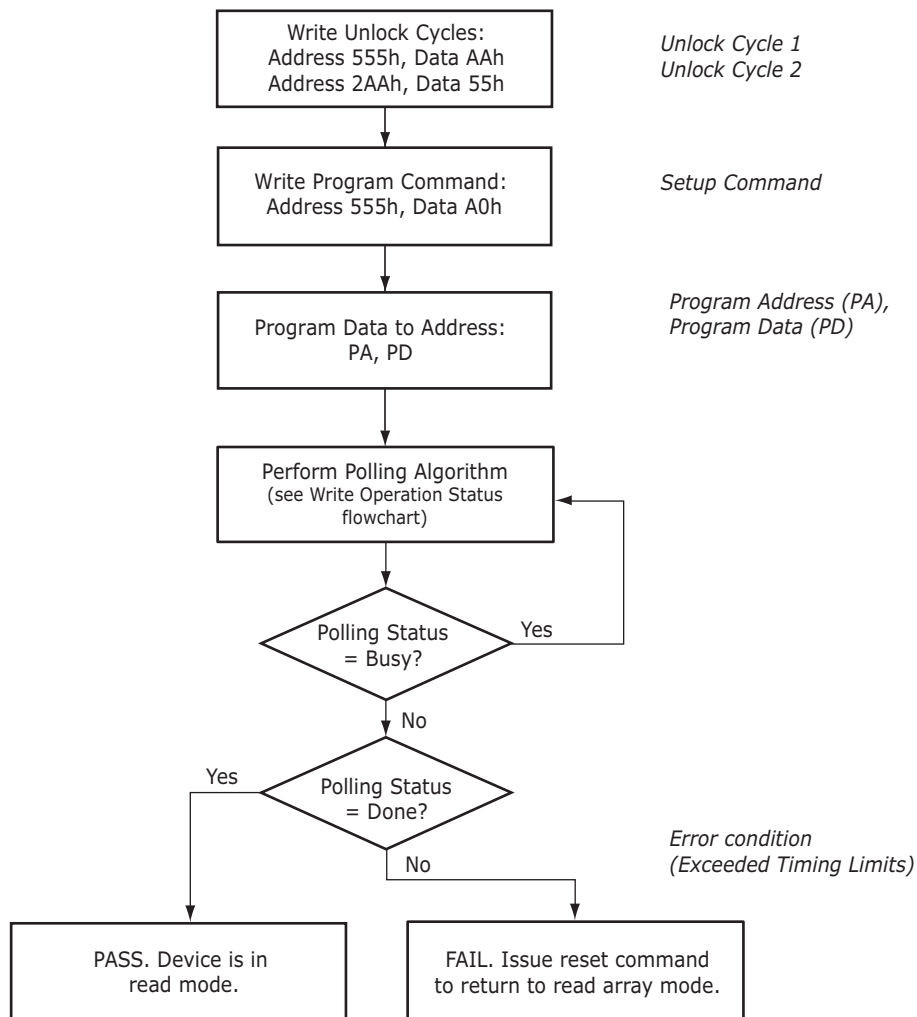 Write Unlock Cycles:
Address 555h, Data AAh
Address 2AAh, Data 55h
Unlock Cycle 1
Unlock Cycle 2
Write Program Command:
Address 555h, Data A0h
Setup Command
Program Data to Address:
PA, PD
Program Address (PA),
Program Data (PD)
Perform Polling Algorithm
(see Write Operation Status
flowchart)
Polling Status
= Busy?
Yes
No
Polling Status
= Done?
Yes
No
Error condition
(Exceeded Timing Limits)
PASS. Device is in
read mode.
FAIL. Issue reset command
to return to read array mode.